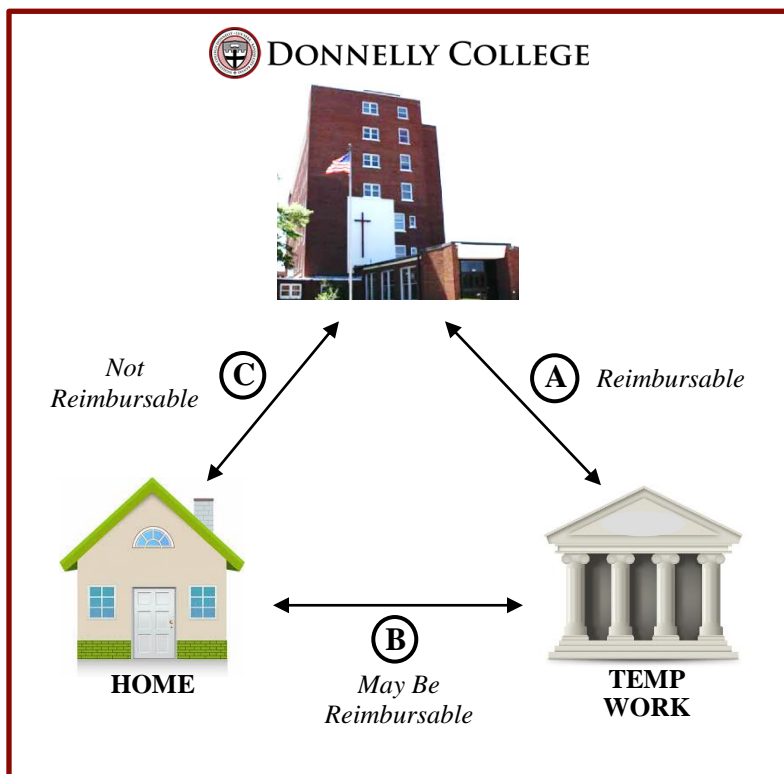 DONNELLY COLLEGE
Not
Reimbursable
C
A
Reimbursable
HOME
B
May Be
Reimbursable
TEMP
WORK